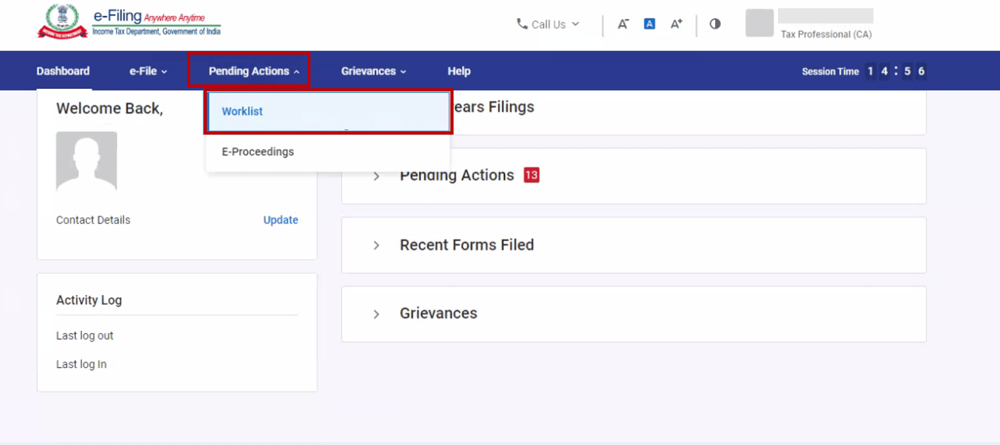 e-Filing Anywhere Anytime
Income Tax Department, Government of India
Call Us
A-
A
A+
Tax Professional (CA)
Dashboard
e-File
Pending Actions
Grievances
Help
Session Time 1 4 : 5 6
Welcome Back,
Worklist
E-Proceedings
ears Filings
Pending Actions 13
Contact Details
Update
Recent Forms Filed
Activity Log
Grievances
Last log out
Last log In